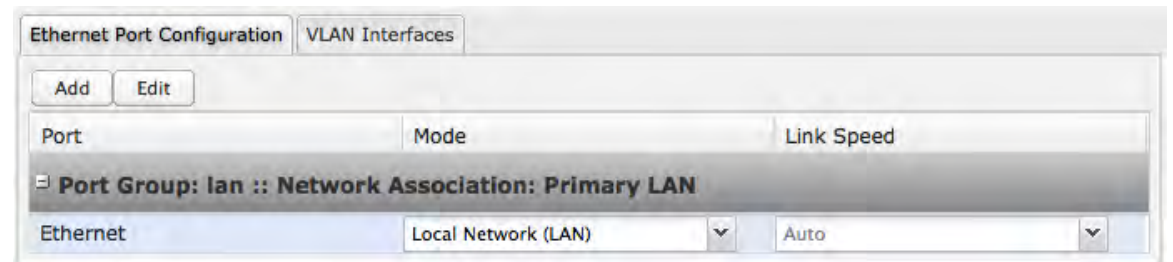 Ethernet Port Configuration VLAN Interfaces
Add Edit
Port Mode Link Speed
Port Group: lan :: Network Association: Primary LAN
Ethernet Local Network (LAN) Auto